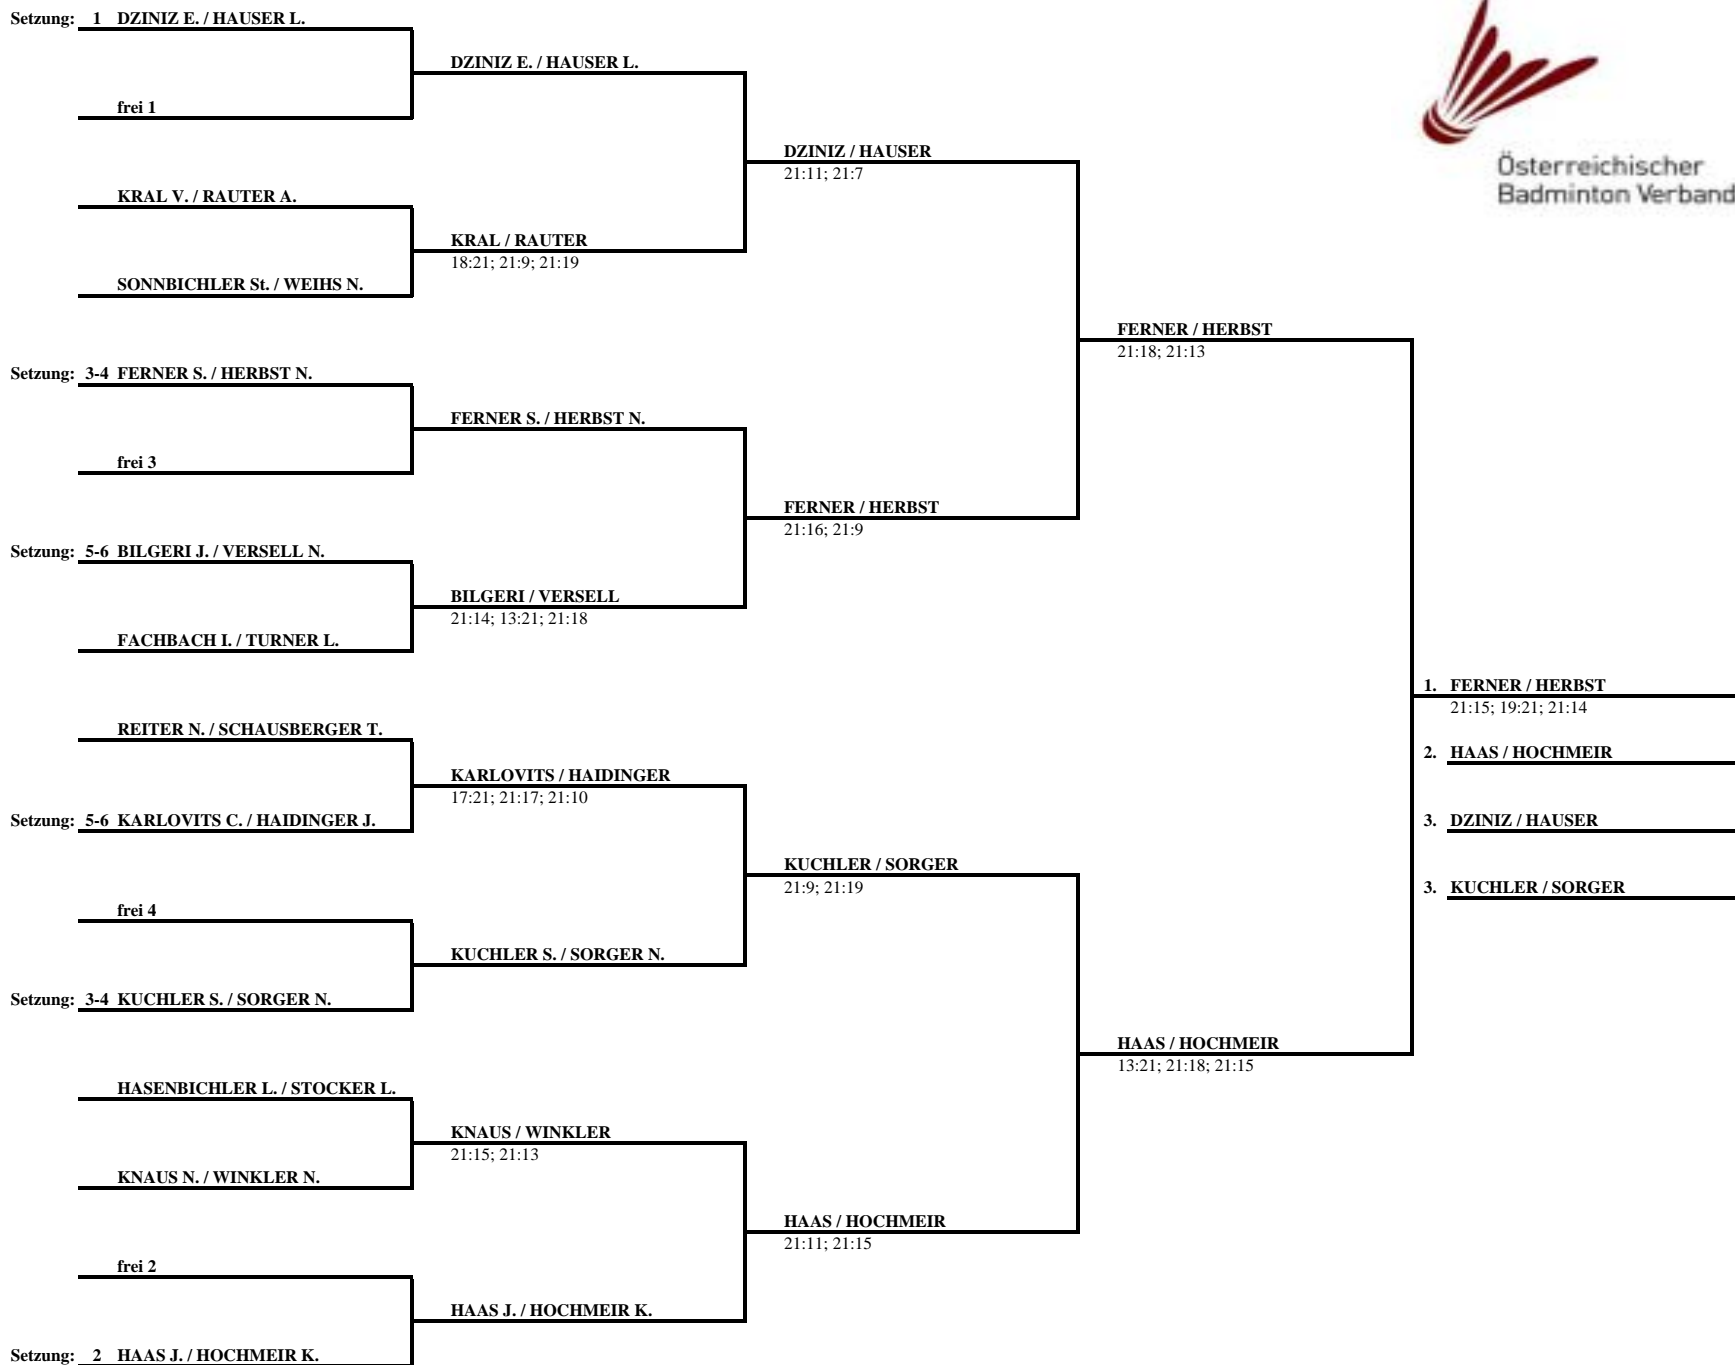 Setzung: 1 DZINIZ E. / HAUSER L.
DZINIZ E. / HAUSER L.
frei 1
DZINIZ / HAUSER
21:11; 21:7
Österreichischer
Badminton Verband
KRAL V. / RAUTER A.
KRAL / RAUTER
18:21; 21:9; 21:19
SONNBICHLER St. / WEIHS N.
FERNER / HERBST
21:18; 21:13
Setzung: 3-4 FERNER S. / HERBST N.
FERNER S. / HERBST N.
frei 3
FERNER / HERBST
21:16; 21:9
Setzung: 5-6 BILGERI J. / VERSELL N.
BILGERI / VERSELL
21:14; 13:21; 21:18
FACHBACH I. / TURNER L.
1. FERNER / HERBST
21:15; 19:21; 21:14
REITER N. / SCHAUSBERGER T.
2. HAAS / HOCHMEIR
KARLOVITS / HAIDINGER
17:21; 21:17; 21:10
Setzung: 5-6 KARLOVITS C. / HAIDINGER J.
3. DZINIZ / HAUSER
KUCHLER / SORGER
21:9; 21:19
3. KUCHLER / SORGER
frei 4
KUCHLER S. / SORGER N.
Setzung: 3-4 KUCHLER S. / SORGER N.
HAAS / HOCHMEIR
13:21; 21:18; 21:15
HASENBICHLER L. / STOCKER L.
KNAUS / WINKLER
21:15; 21:13
KNAUS N. / WINKLER N.
HAAS / HOCHMEIR
21:11; 21:15
frei 2
HAAS J. / HOCHMEIR K.
Setzung: 2 HAAS J. / HOCHMEIR K.